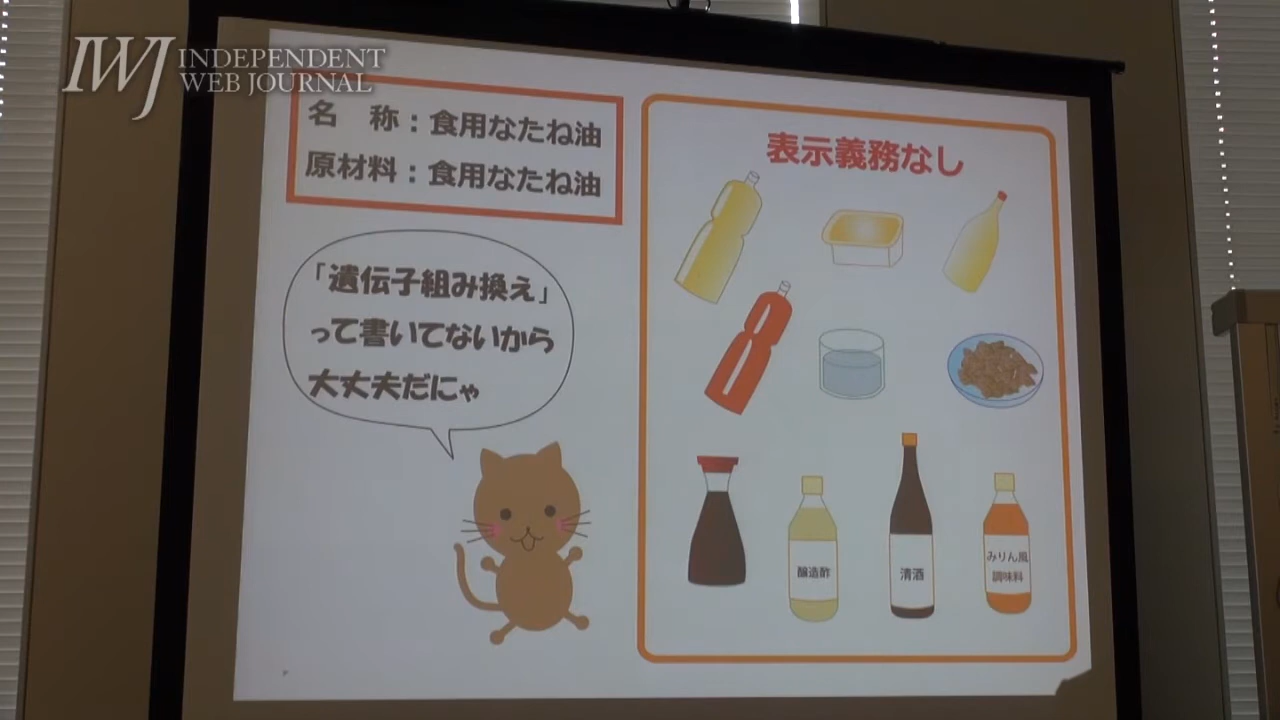 IWJ INDEPENDENT
WEB JOURNAL
名　称：食用なたね油
原材料：食用なたね油
「遺伝子組み換え」
って書いてないから
大丈夫だにゃ
表示義務なし
醸造酢
清酒
みりん風
調味料